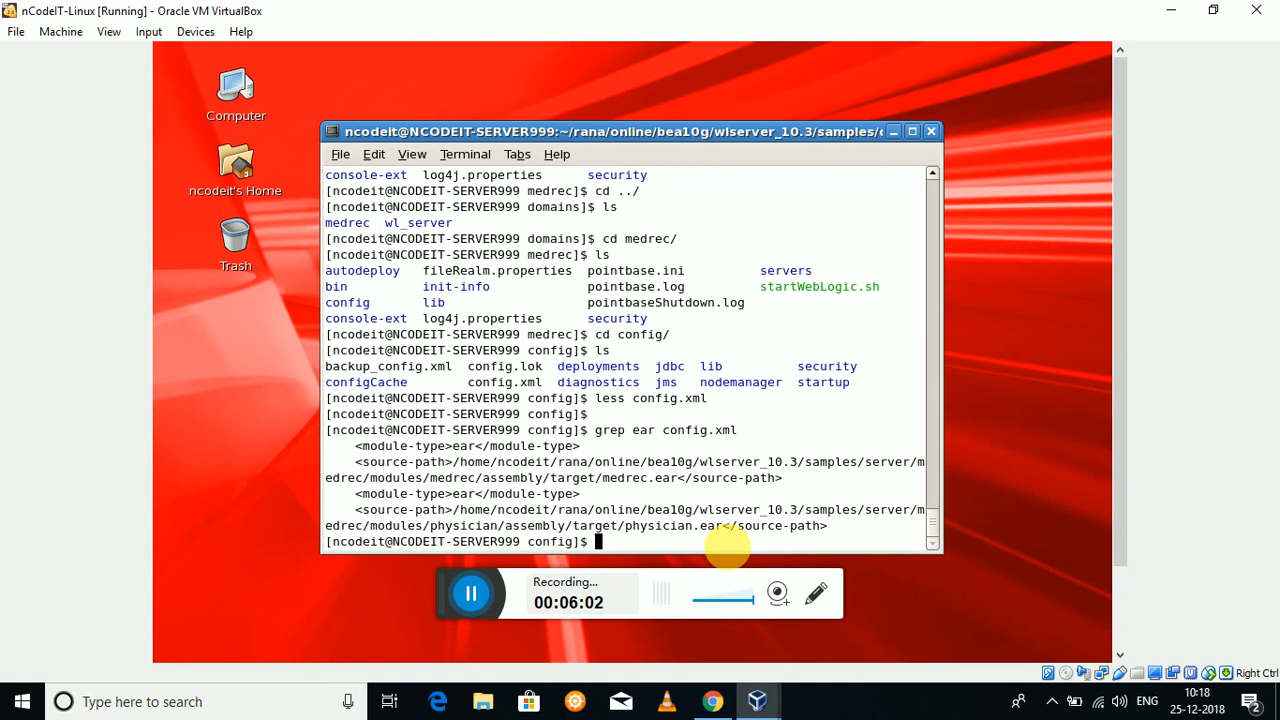 nCodeIT-Linux [Running] - Oracle VM VirtualBox
File Machine View Input Devices Help
Computer
ncodeit's Home
Trash
ncodeit@NCODEIT-SERVER999:~/rana/online/bea10g/wlserver_10.3/samples/
File Edit View Terminal Tabs Help
console-ext log4j.properties security
[ncodeit@NCODEIT-SERVER999 medrec]$ cd ../
[ncodeit@NCODEIT-SERVER999 domains]$ ls
medrec wl_server
[ncodeit@NCODEIT-SERVER999 domains]$ cd medrec/
[ncodeit@NCODEIT-SERVER999 medrec]$ ls
autodeploy fileRealm.properties pointbase.ini servers
bin init-info pointbase.log startWebLogic.sh
config lib pointbaseShutdown.log
console-ext log4j.properties security
[ncodeit@NCODEIT-SERVER999 medrec]$ cd config/
[ncodeit@NCODEIT-SERVER999 config]$ ls
backup_config.xml config.lok deployments jdbc lib security
configCache config.xml diagnostics jms nodemanager startup
[ncodeit@NCODEIT-SERVER999 config]$ less config.xml
[ncodeit@NCODEIT-SERVER999 config]$
[ncodeit@NCODEIT-SERVER999 config]$ grep ear config.xml
<module-type>ear</module-type>
<source-path>/home/ncodeit/rana/online/bea10g/wlserver_10.3/samples/server/m
edrec/modules/medrec/assembly/target/medrec.ear</source-path>
<module-type>ear</module-type>
<source-path>/home/ncodeit/rana/online/bea10g/wlserver_10.3/samples/server/m
edrec/modules/physician/assembly/target/physician.ear</source-path>
[ncodeit@NCODEIT-SERVER999 config]$
Recording...
00:06:02
Right Ctrl
Type here to search
ENG
10:18
25-12-2018
2